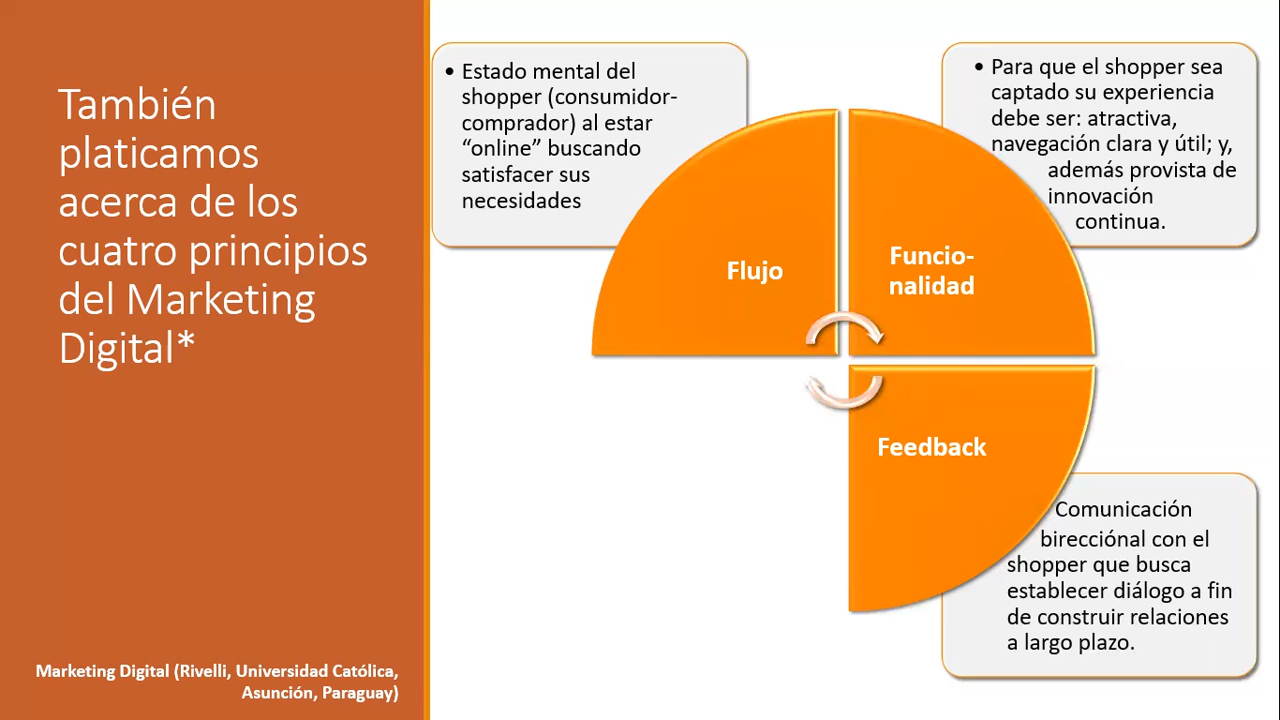 También
platicamos
acerca de los
cuatro principios
del Marketing
Digital*
Marketing Digital (Rivelli, Universidad Católica,
Asunción, Paraguay)
• Estado mental del
shopper (consumidor-
comprador) al estar
“online” buscando
satisfacer sus
necesidades
Flujo
• Para que el shopper sea
captado su experiencia
debe ser: atractiva,
navegación clara y útil; y,
además provista de
innovación
continua.
Funcio-
nalidad
Feedback
Comunicación
birecciónal con el
shopper que busca
establecer diálogo a fin
de construir relaciones
a largo plazo.